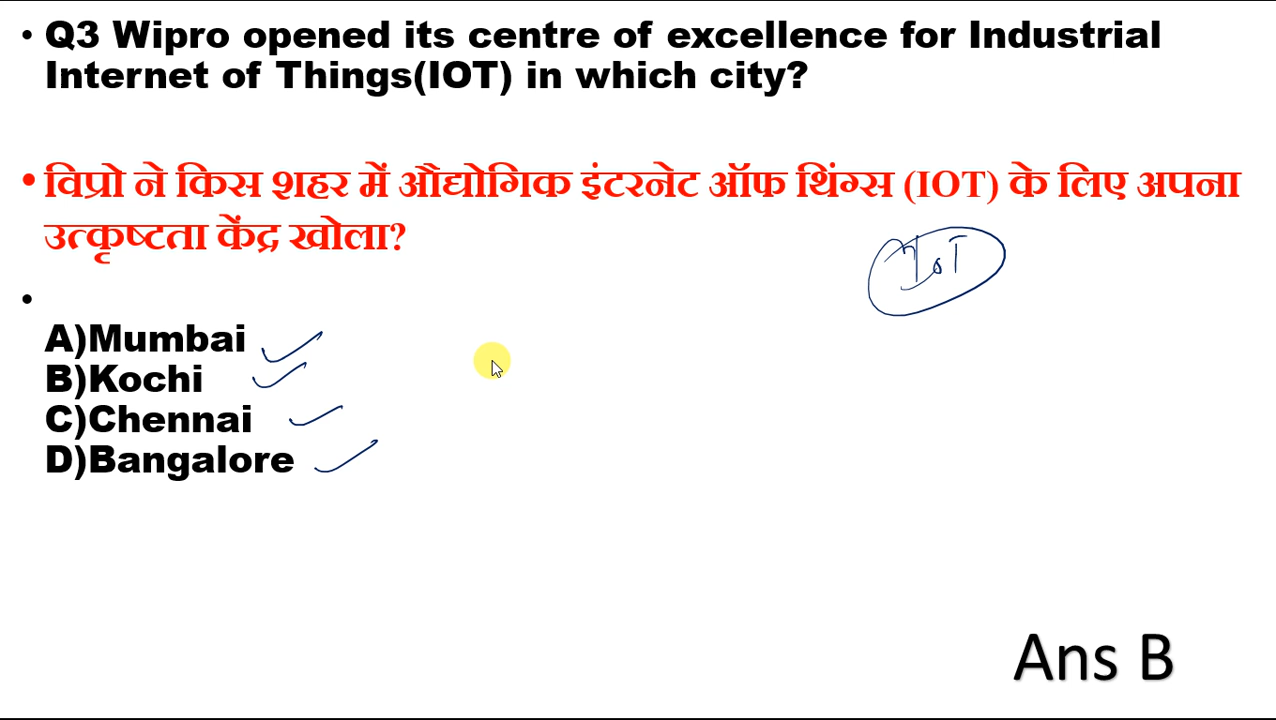 • Q3 Wipro opened its centre of excellence for Industrial
Internet of Things(IOT) in which city?
• विप्रो ने किस शहर में औद्योगिक इंटरनेट ऑफ थिंग्स (IOT) के लिए अपना
उत्कृष्टता केंद्र खोला?
IoT
•
A)Mumbai
B)Kochi
C)Chennai
D)Bangalore
Ans B